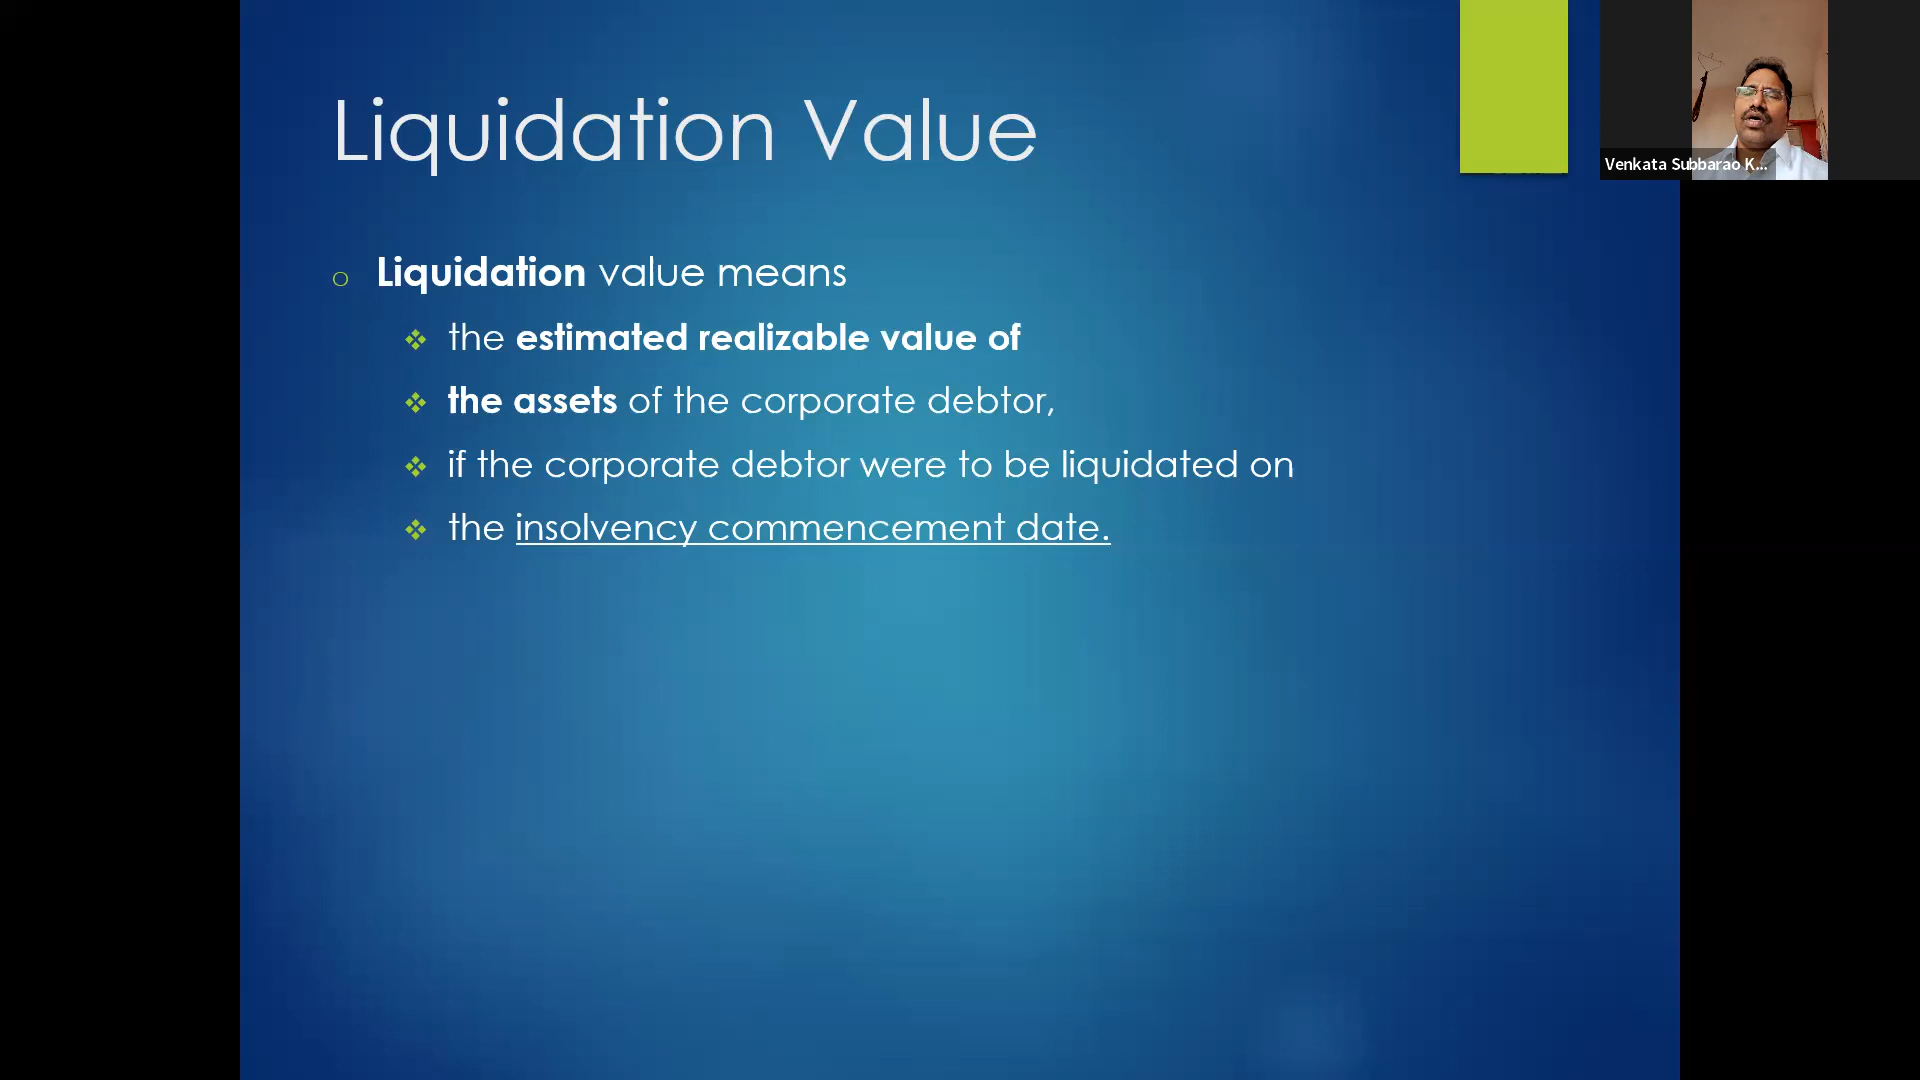 Liquidation Value
Liquidation value means
the estimated realizable value of
the assets of the corporate debtor,
if the corporate debtor were to be liquidated on
the insolvency commencement date.
Venkata Subbarao K...